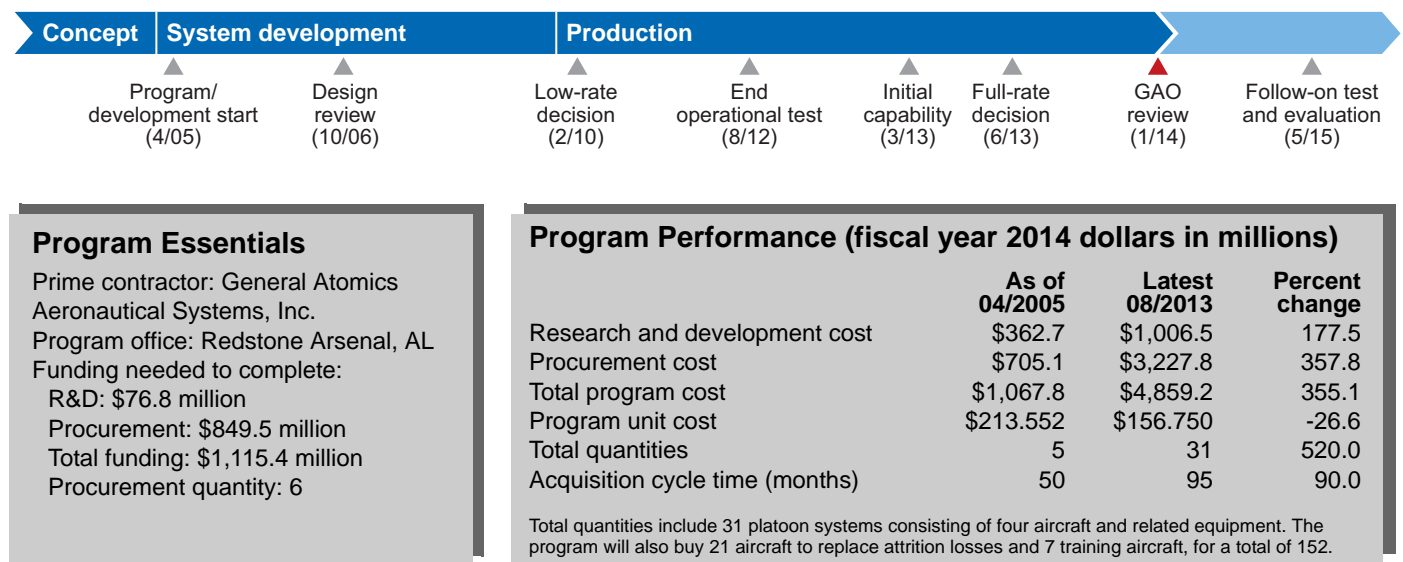 Concept
System development
Production
Program/
development start
(4/05)
Design
review
(10/06)
Low-rate
decision
(2/10)
End
operational test
(8/12)
Initial
capability
(3/13)
Full-rate
decision
(6/13)
GAO
review
(1/14)
Follow-on test
and evaluation
(5/15)
Program Essentials
Prime contractor: General Atomics
Aeronautical Systems, Inc.
Program office: Redstone Arsenal, AL
Funding needed to complete:
R&D: $76.8 million
Procurement: $849.5 million
Total funding: $1,115.4 million
Procurement quantity: 6
Program Performance (fiscal year 2014 dollars in millions)
As of Latest Percent
04/2005 08/2013 change
Research and development cost $362.7 $1,006.5 177.5
Procurement cost $705.1 $3,227.8 357.8
Total program cost $1,067.8 $4,859.2 355.1
Program unit cost $213.552 $156.750 -26.6
Total quantities 5 31 520.0
Acquisition cycle time (months) 50 95 90.0
Total quantities include 31 platoon systems consisting of four aircraft and related equipment. The
program will also buy 21 aircraft to replace attrition losses and 7 training aircraft, for a total of 152.